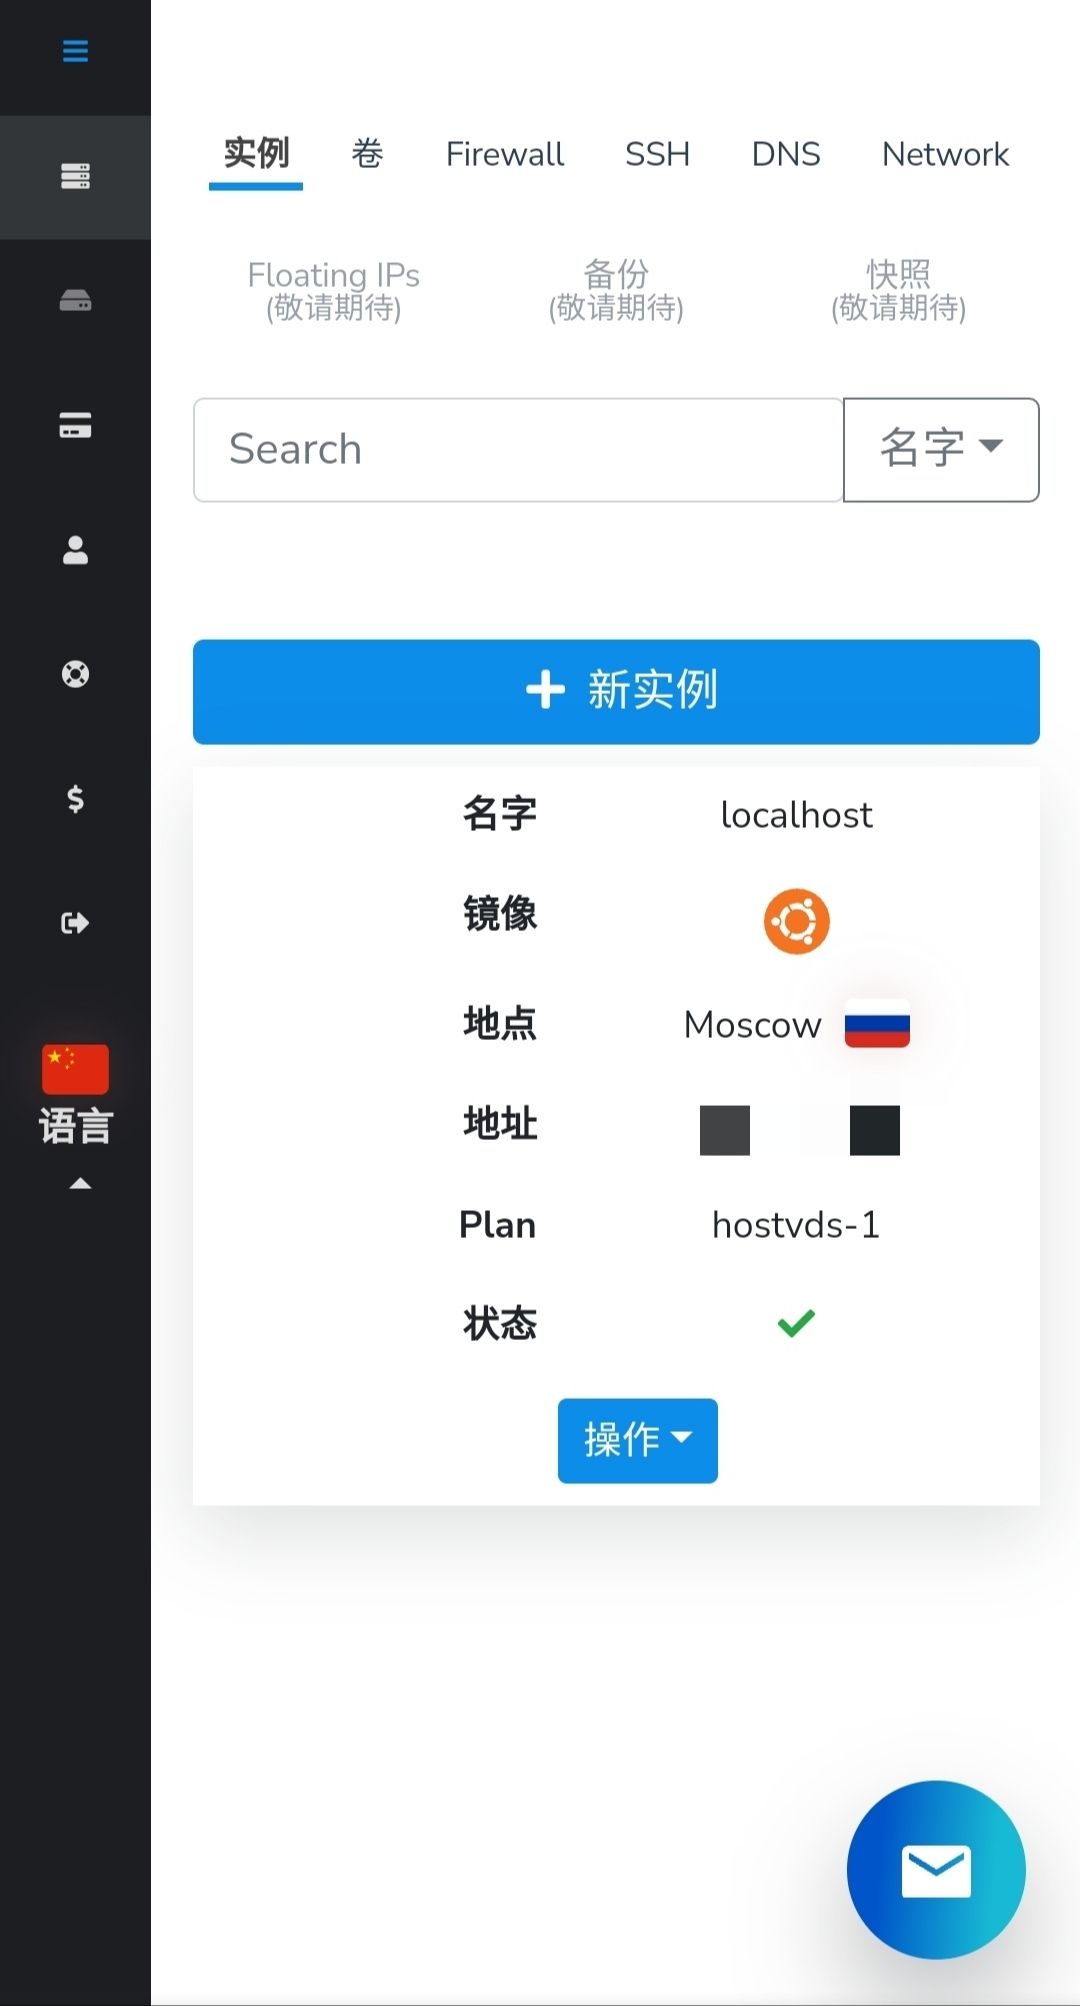 实例 卷 Firewall SSH DNS Network
Floating IPs 备份 快照
(敬请期待) (敬请期待) (敬请期待)
Search 名字
新实例
名字 localhost
镜像
地点 Moscow
地址
Plan hostvds-1
状态
操作
语言